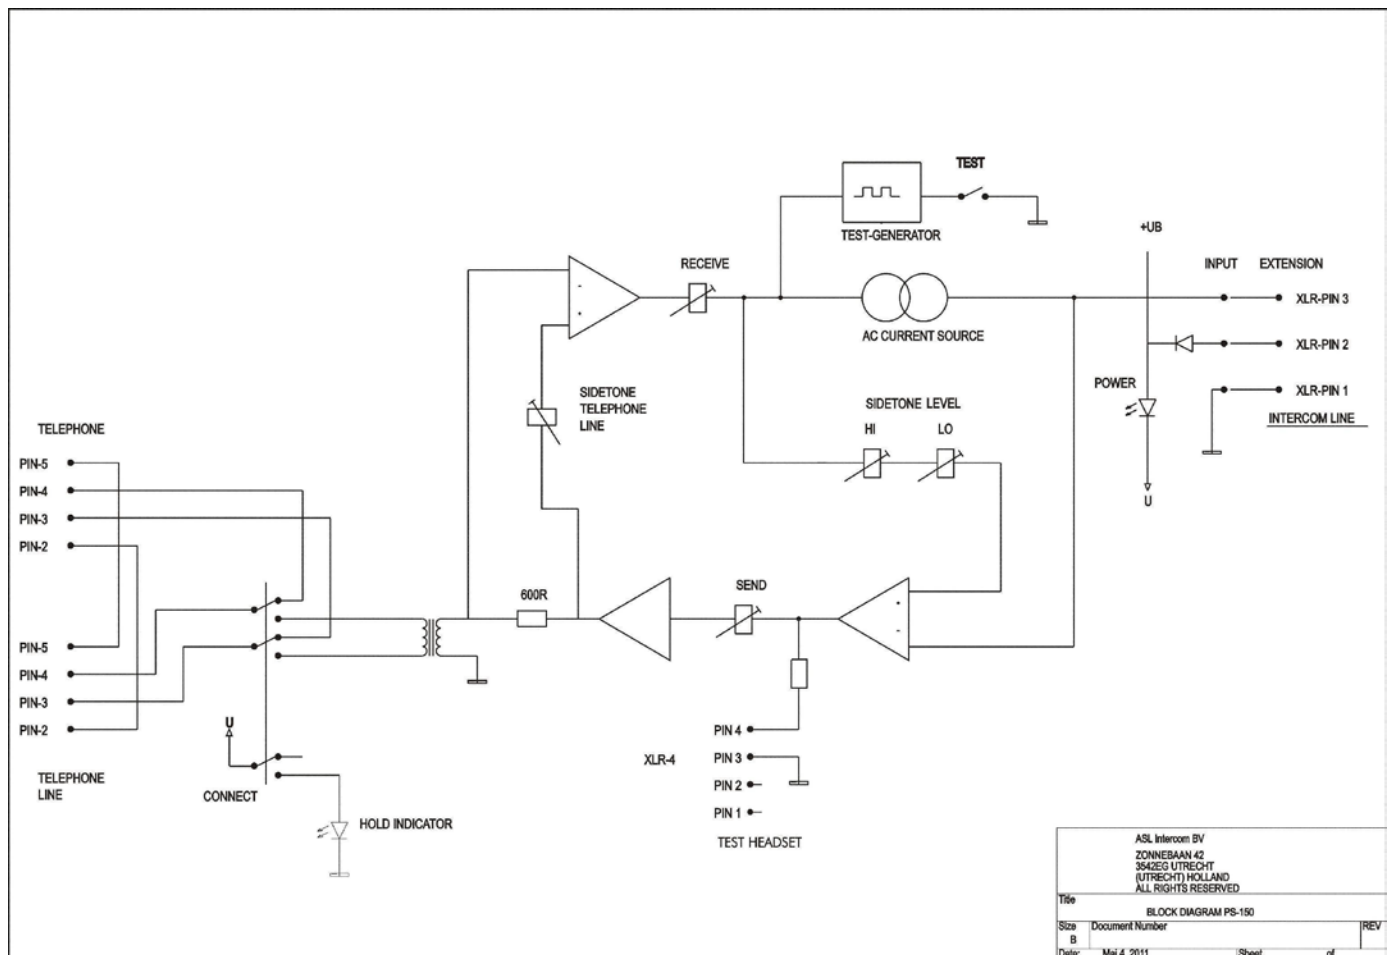 TEST
TEST-GENERATOR
+UB
RECEIVE
INPUT
EXTENSION
-
+
XLR-PIN 3
AC CURRENT SOURCE
XLR-PIN 2
POWER
XLR-PIN 1
SIDETONE
TELEPHONE
LINE
SIDETONE LEVEL
HI
LO
INTERCOM LINE
U
TELEPHONE
PIN-5
PIN-4
PIN-3
PIN-2
600R
SEND
+
-
PIN-5
PIN-4
PIN-3
PIN-2
U
TELEPHONE
LINE
CONNECT
HOLD INDICATOR
XLR-4
PIN 4
PIN 3
PIN 2
PIN 1
TEST HEADSET
ASL Intercom BV
ZONNEBAAN 42
3542EG UTRECHT
(UTRECHT) HOLLAND
ALL RIGHTS RESERVED
Title
BLOCK DIAGRAM PS-150
Size
Document Number
REV
B
Date:
Mei 4, 2011
Sheet
of